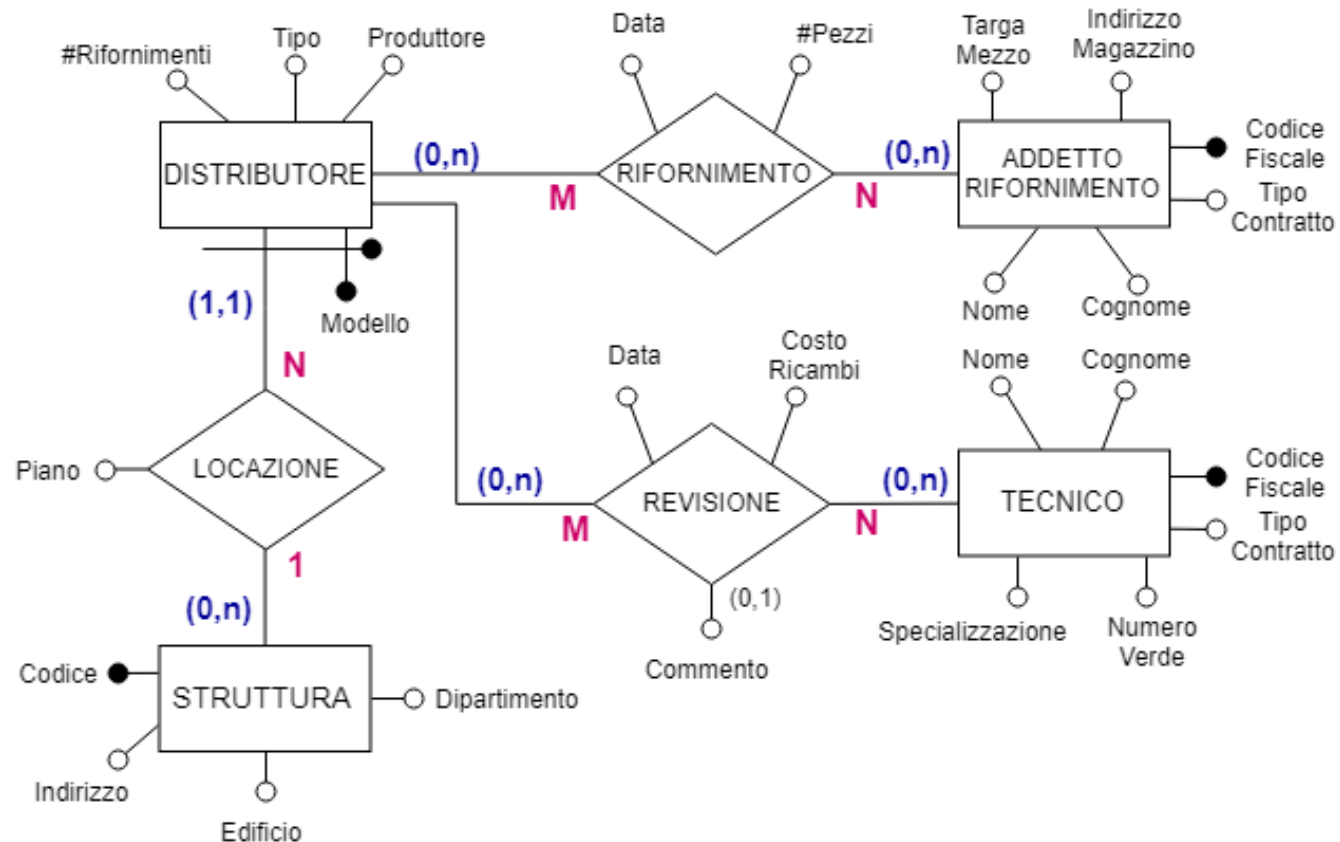 #Rifornimenti
Tipo
Produttore
Data
#Pezzi
Targa
Mezzo
Indirizzo
Magazzino
DISTRIBUTORE
(0,n)
M
RIFORNIMENTO
(0,n)
N
ADDETTO
RIFORNIMENTO
Codice
Fiscale
Tipo
Contratto
(1,1)
Modello
Nome
Cognome
N
Data
Costo
Ricambi
Nome
Cognome
Piano
LOCAZIONE
(0,n)
M
REVISIONE
(0,n)
N
TECNICO
Codice
Fiscale
Tipo
Contratto
1
(0,n)
(0,1)
Commento
Specializzazione
Numero
Verde
Codice
STRUTTURA
Dipartimento
Indirizzo
Edificio